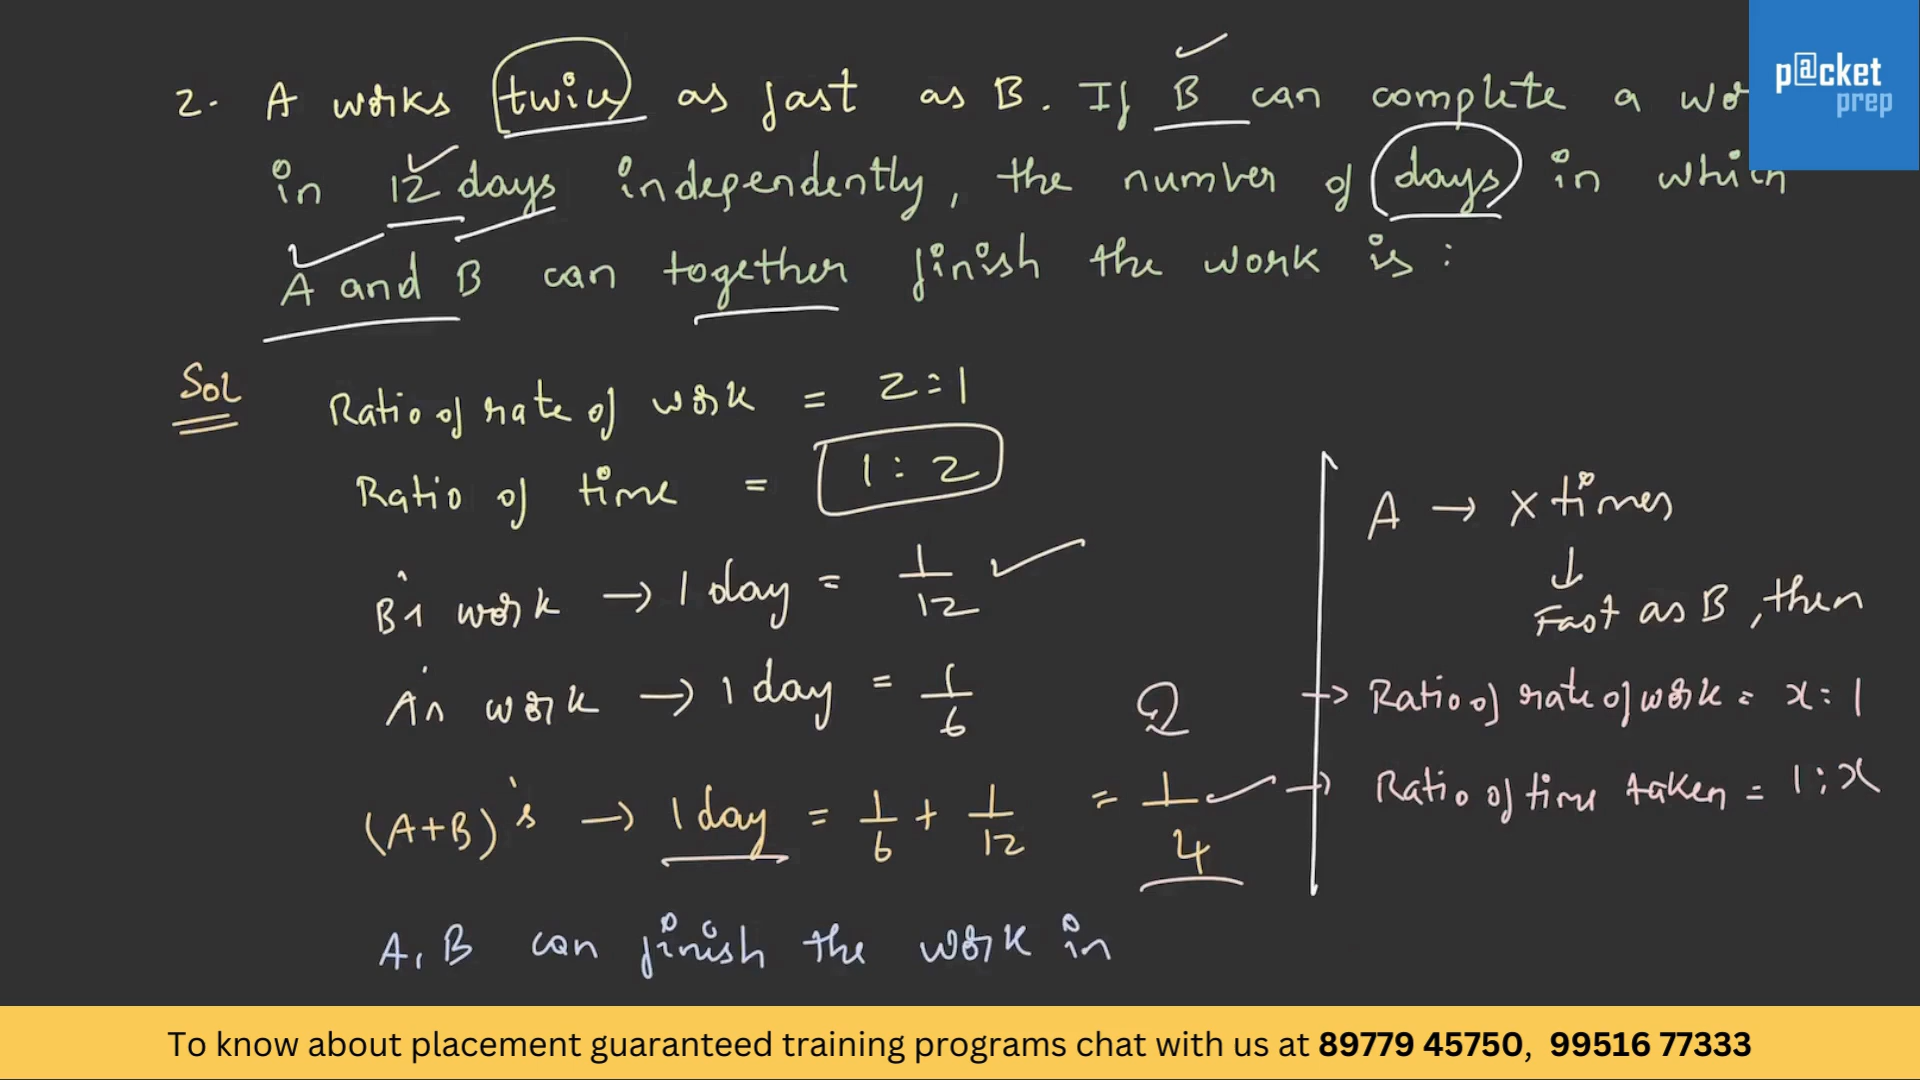 p@cket
prep
2. A works twice as fast as B. If B can complete a wo
in 12 days independently, the number of days in which
A and B can together finish the work is:
Sol
Ratio of rate of work = 2:1
Ratio of time = 1:2
B's work → 1 day = 1/12
A's work → 1 day = 1/6
(A+B)'s → 1 day = 1/6 + 1/12 = 1/4
A, B can finish the work in
A → x times
↓
Fast as B, then
→ Ratio of rate of work = x:1
→ Ratio of time taken = 1:x
To know about placement guaranteed training programs chat with us at 89779 45750, 99516 77333